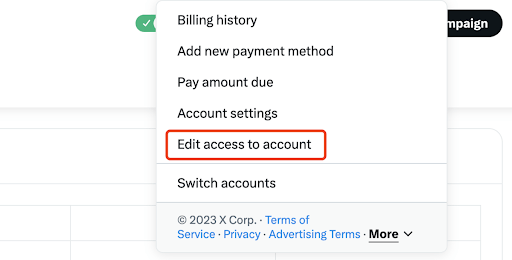 Billing history
Add new payment method
mpaign
Pay amount due
Account settings
Edit access to account
Switch accounts
© 2023 X Corp. · Terms of
Service · Privacy · Advertising Terms · More